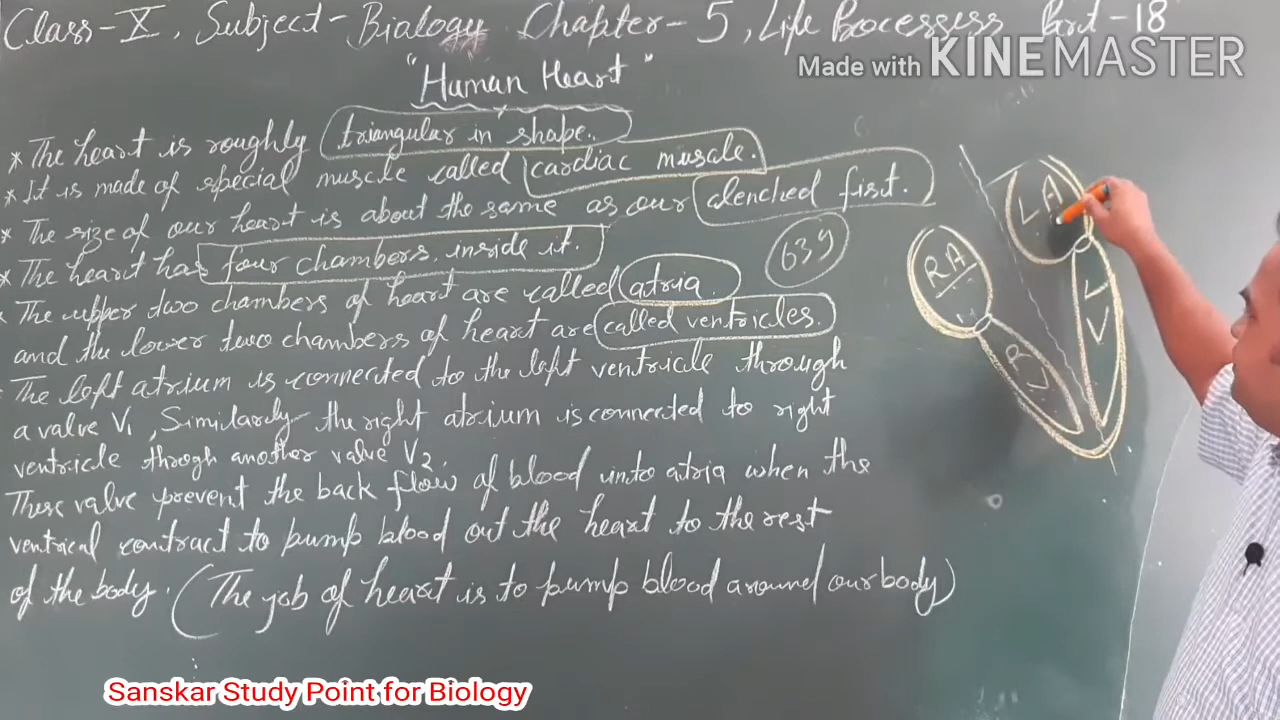 Class-X, Subject-Biology Chapter-5, Life Processess Part-18
Made with KINEMASTER
"Human Heart"
* The heart is roughly triangular in shape.
* It is made of special muscle called cardiac muscle.
* The size of our heart is about the same as our clenched fist.
* The heart has four chambers inside it.
639
The upper two chambers of heart are called atria.
and the lower two chambers of heart are called ventricles.
The left atrium is connected to the left ventricle through
a valve V1, Similarly the right atrium is connected to right
ventricle through another valve V2.
These valve prevent the back flow of blood into atria when the
ventrical contract to pump blood out the heart to the rest
of the body. (The job of heart is to pump blood around our body)
LA
RA
LV
RV
Sanskar Study Point for Biology